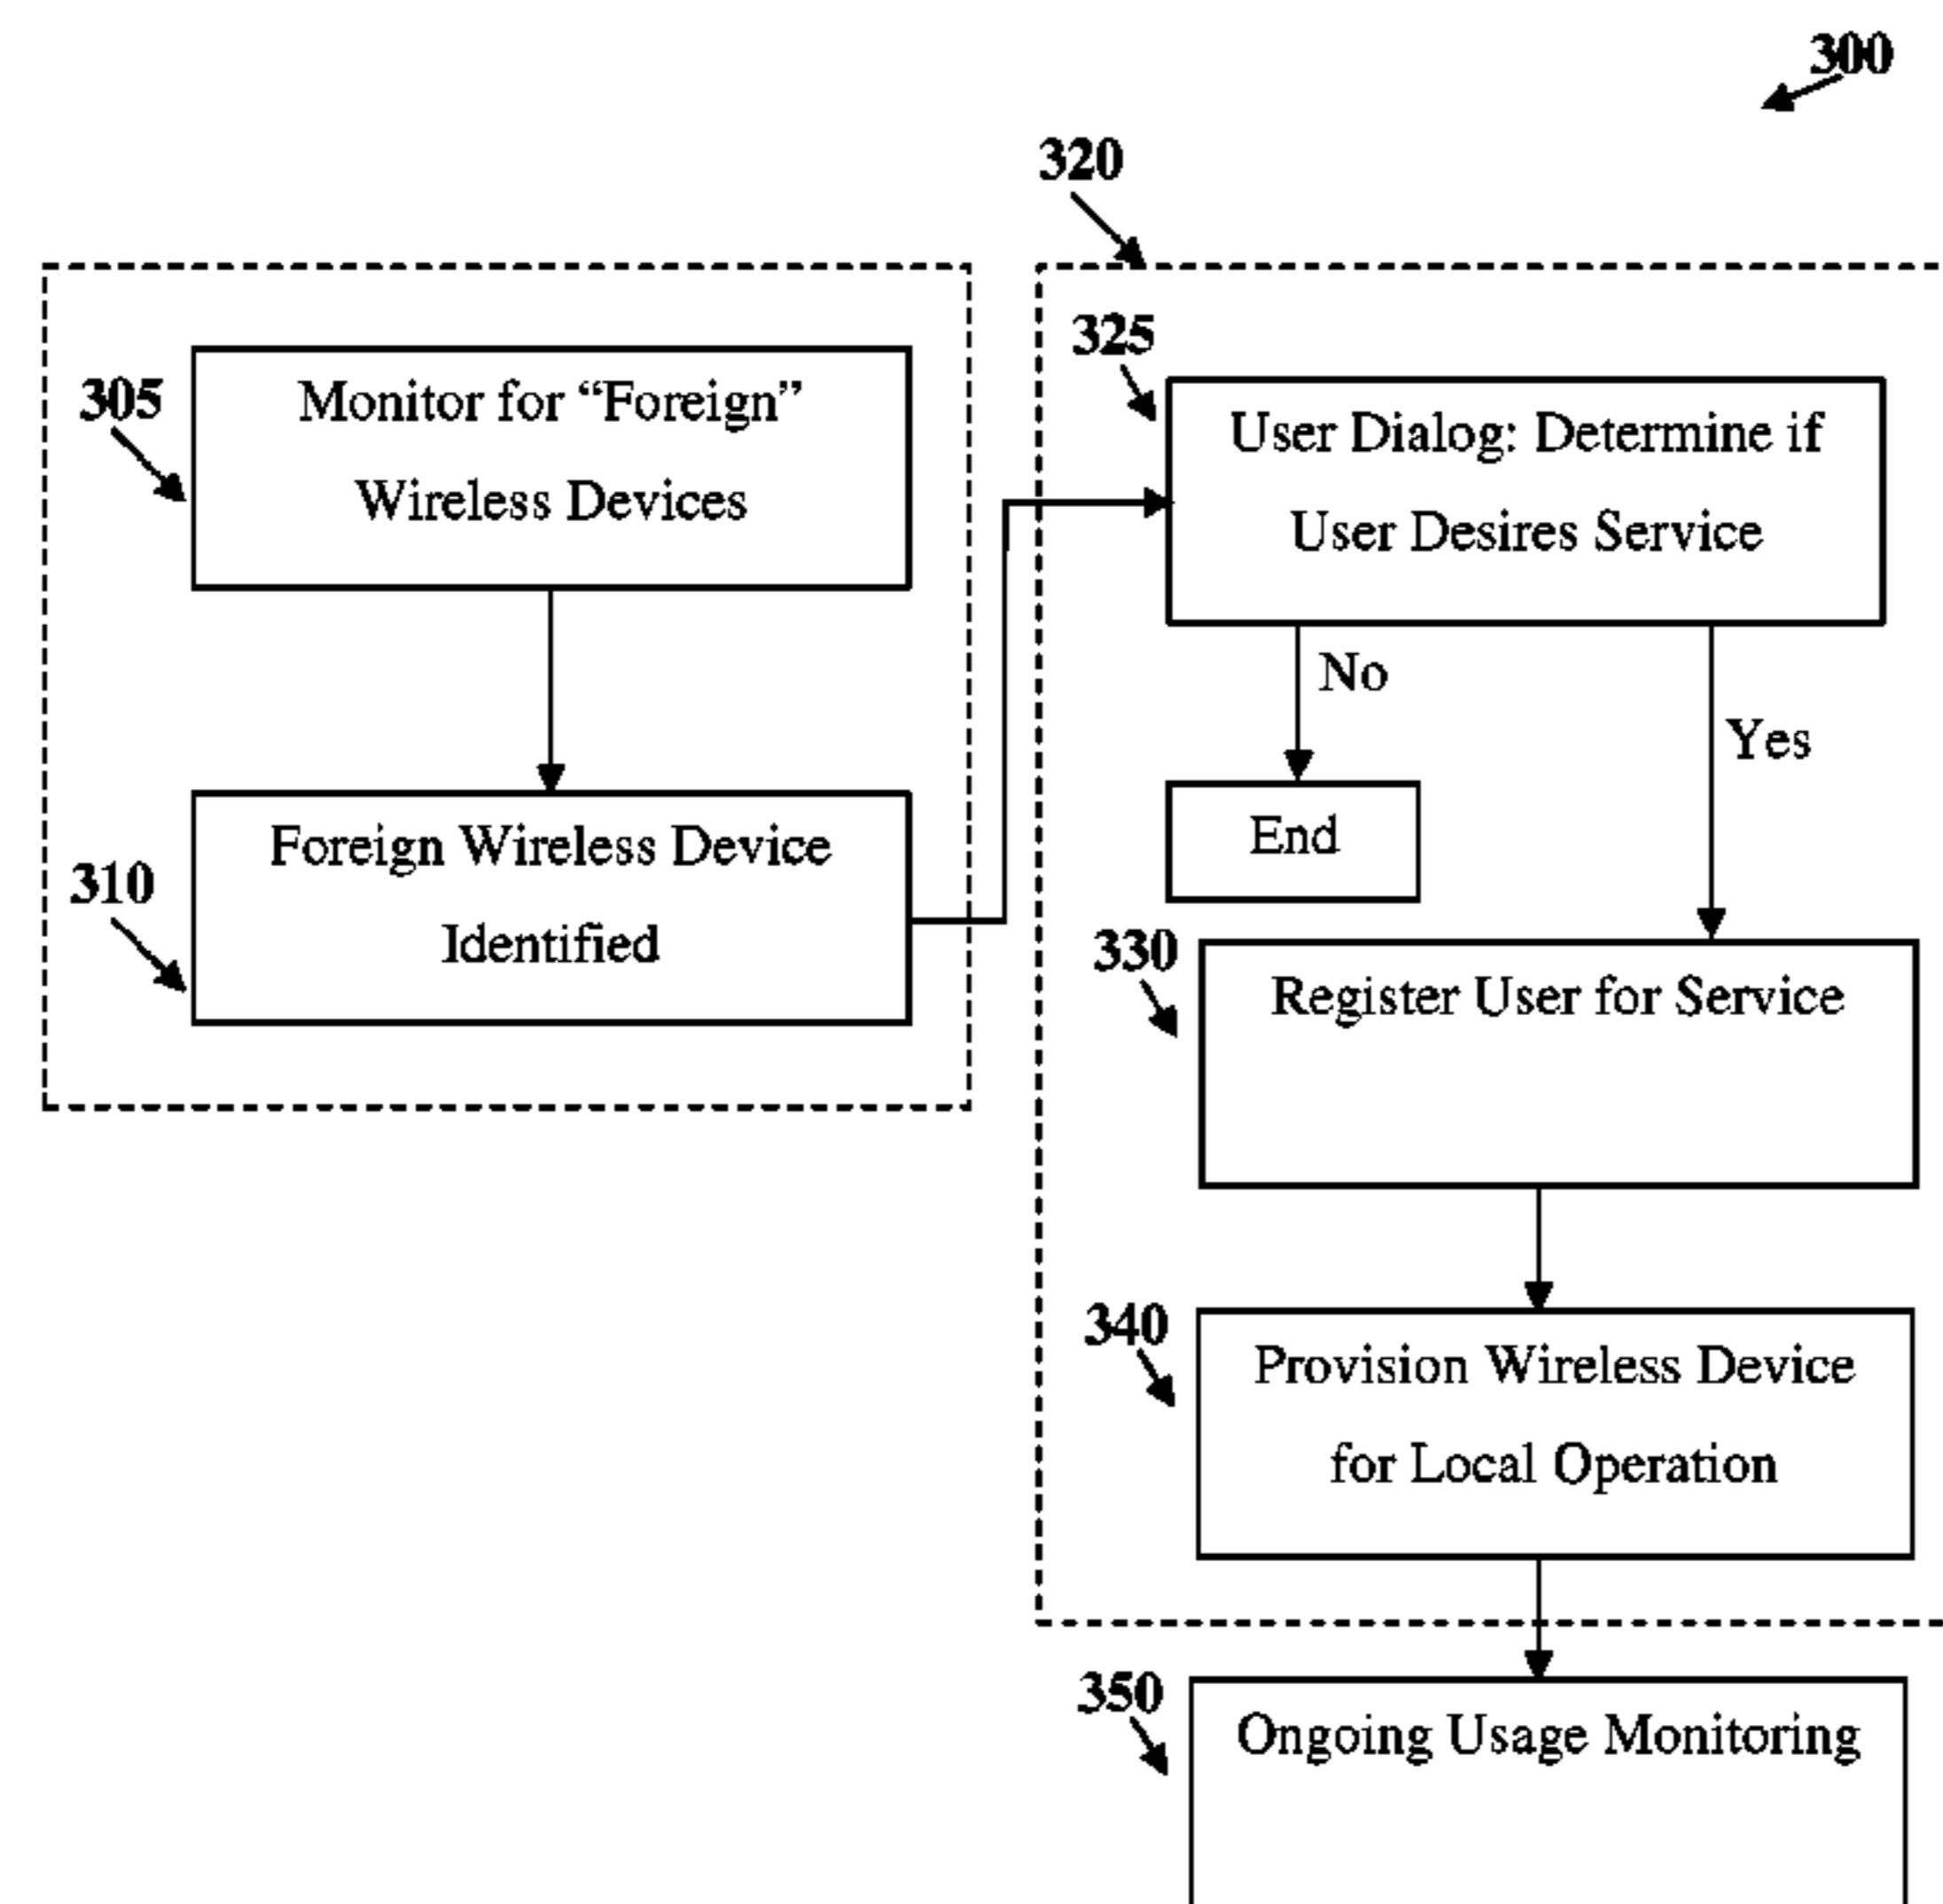 300
320
305
Monitor for “Foreign”
Wireless Devices
310
Foreign Wireless Device
Identified
325
User Dialog: Determine if
User Desires Service
No
Yes
End
330
Register User for Service
340
Provision Wireless Device
for Local Operation
350
Ongoing Usage Monitoring